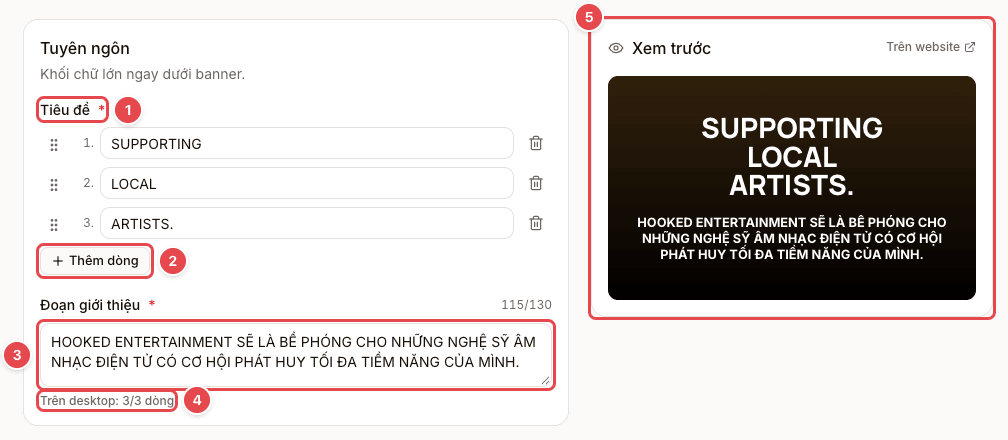 Tuyên ngôn
Khối chữ lớn ngay dưới banner.
Tiêu đề *
1
1. SUPPORTING
2. LOCAL
3. ARTISTS.
+ Thêm dòng
2
Đoạn giới thiệu *
115/130
3
HOOKED ENTERTAINMENT SẼ LÀ BỆ PHÓNG CHO NHỮNG NGHỆ SỸ ÂM
NHẠC ĐIỆN TỬ CÓ CƠ HỘI PHÁT HUY TỐI ĐA TIỀM NĂNG CỦA MÌNH.
Trên desktop: 3/3 dòng
4
5
Xem trước
Trên website
SUPPORTING
LOCAL
ARTISTS.
HOOKED ENTERTAINMENT SẼ LÀ BỆ PHÓNG CHO
NHỮNG NGHỆ SỸ ÂM NHẠC ĐIỆN TỬ CÓ CƠ HỘI
PHÁT HUY TỐI ĐA TIỀM NĂNG CỦA MÌNH.